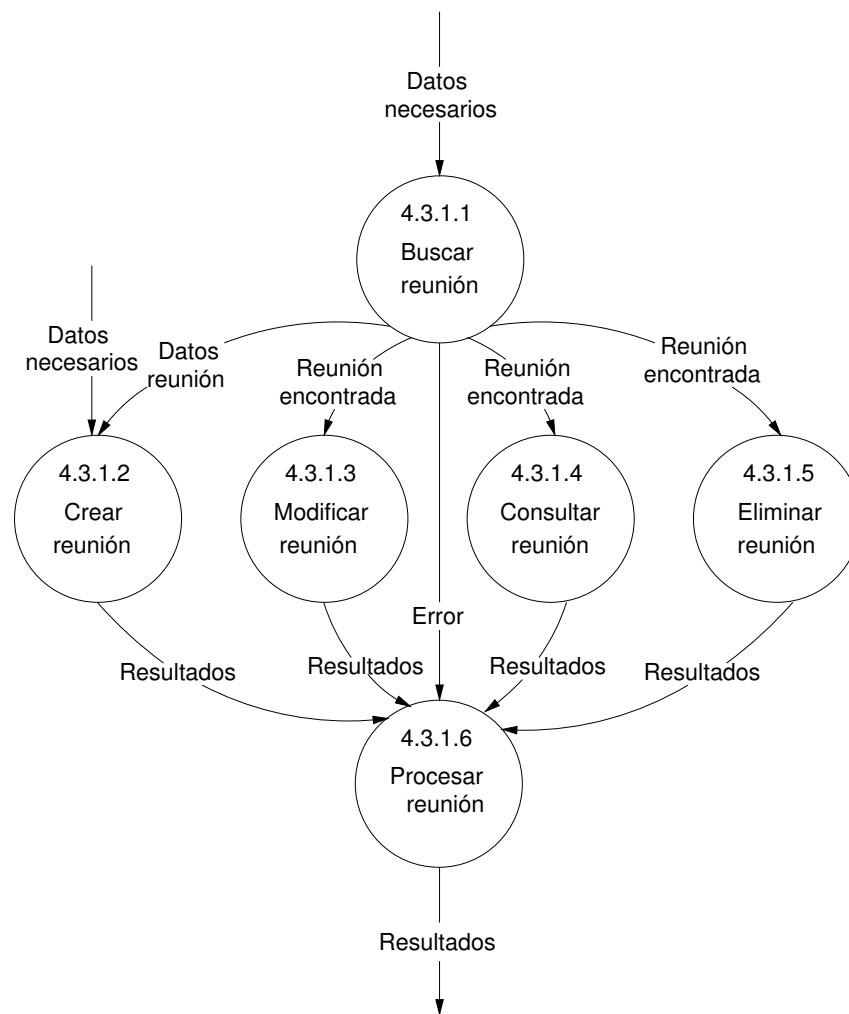 Datos
necesarios
4.3.1.1
Buscar
reunión
Datos
necesarios
Datos
reunión
Reunión
encontrada
Reunión
encontrada
Reunión
encontrada
4.3.1.2
Crear
reunión
4.3.1.3
Modificar
reunión
4.3.1.4
Consultar
reunión
4.3.1.5
Eliminar
reunión
Error
Resultados
Resultados
Resultados
Resultados
4.3.1.6
Procesar
reunión
Resultados